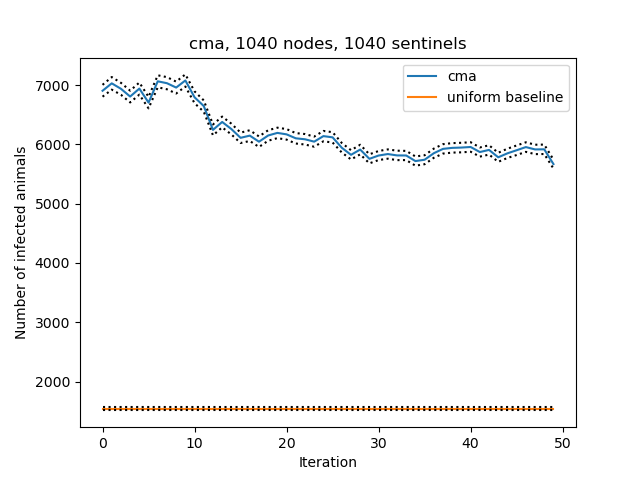 cma, 1040 nodes, 1040 sentinels
cma
uniform baseline
7000
6000
5000
4000
3000
2000
Number of infected animals
0 10 20 30 40 50
Iteration